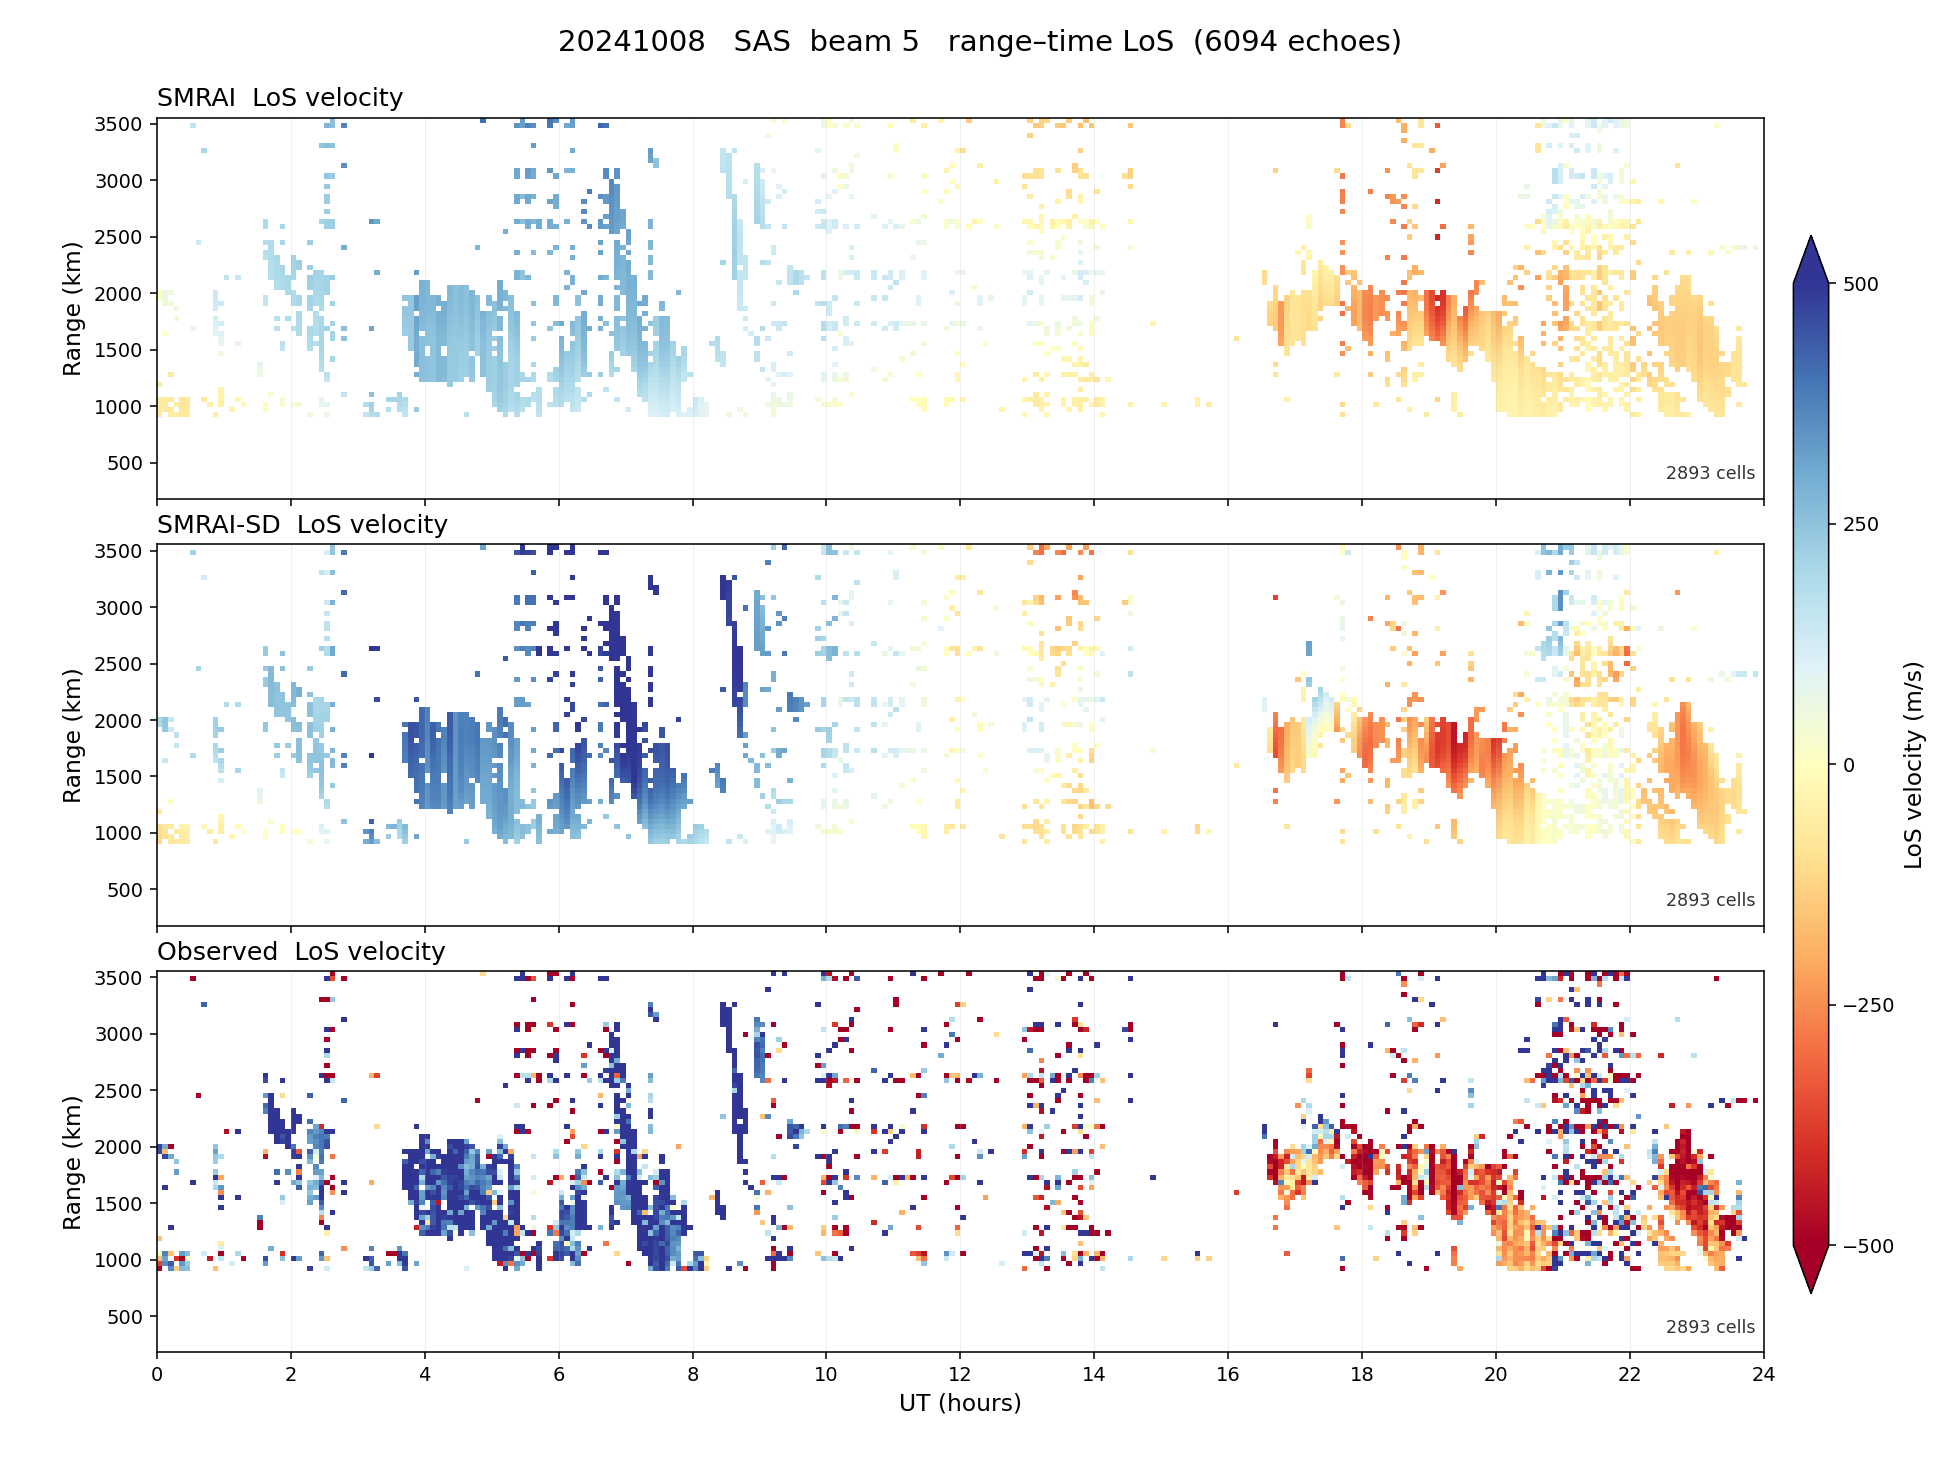 20241008   SAS  beam 5   range–time LoS  (6094 echoes)
SMRAI  LoS velocity
3500
3000
2500
2000
1500
1000
500
Range (km)
2893 cells
SMRAI-SD  LoS velocity
3500
3000
2500
2000
1500
1000
500
Range (km)
2893 cells
Observed  LoS velocity
3500
3000
2500
2000
1500
1000
500
Range (km)
2893 cells
0 2 4 6 8 10 12 14 16 18 20 22 24
UT (hours)
500
250
0
−250
−500
LoS velocity (m/s)